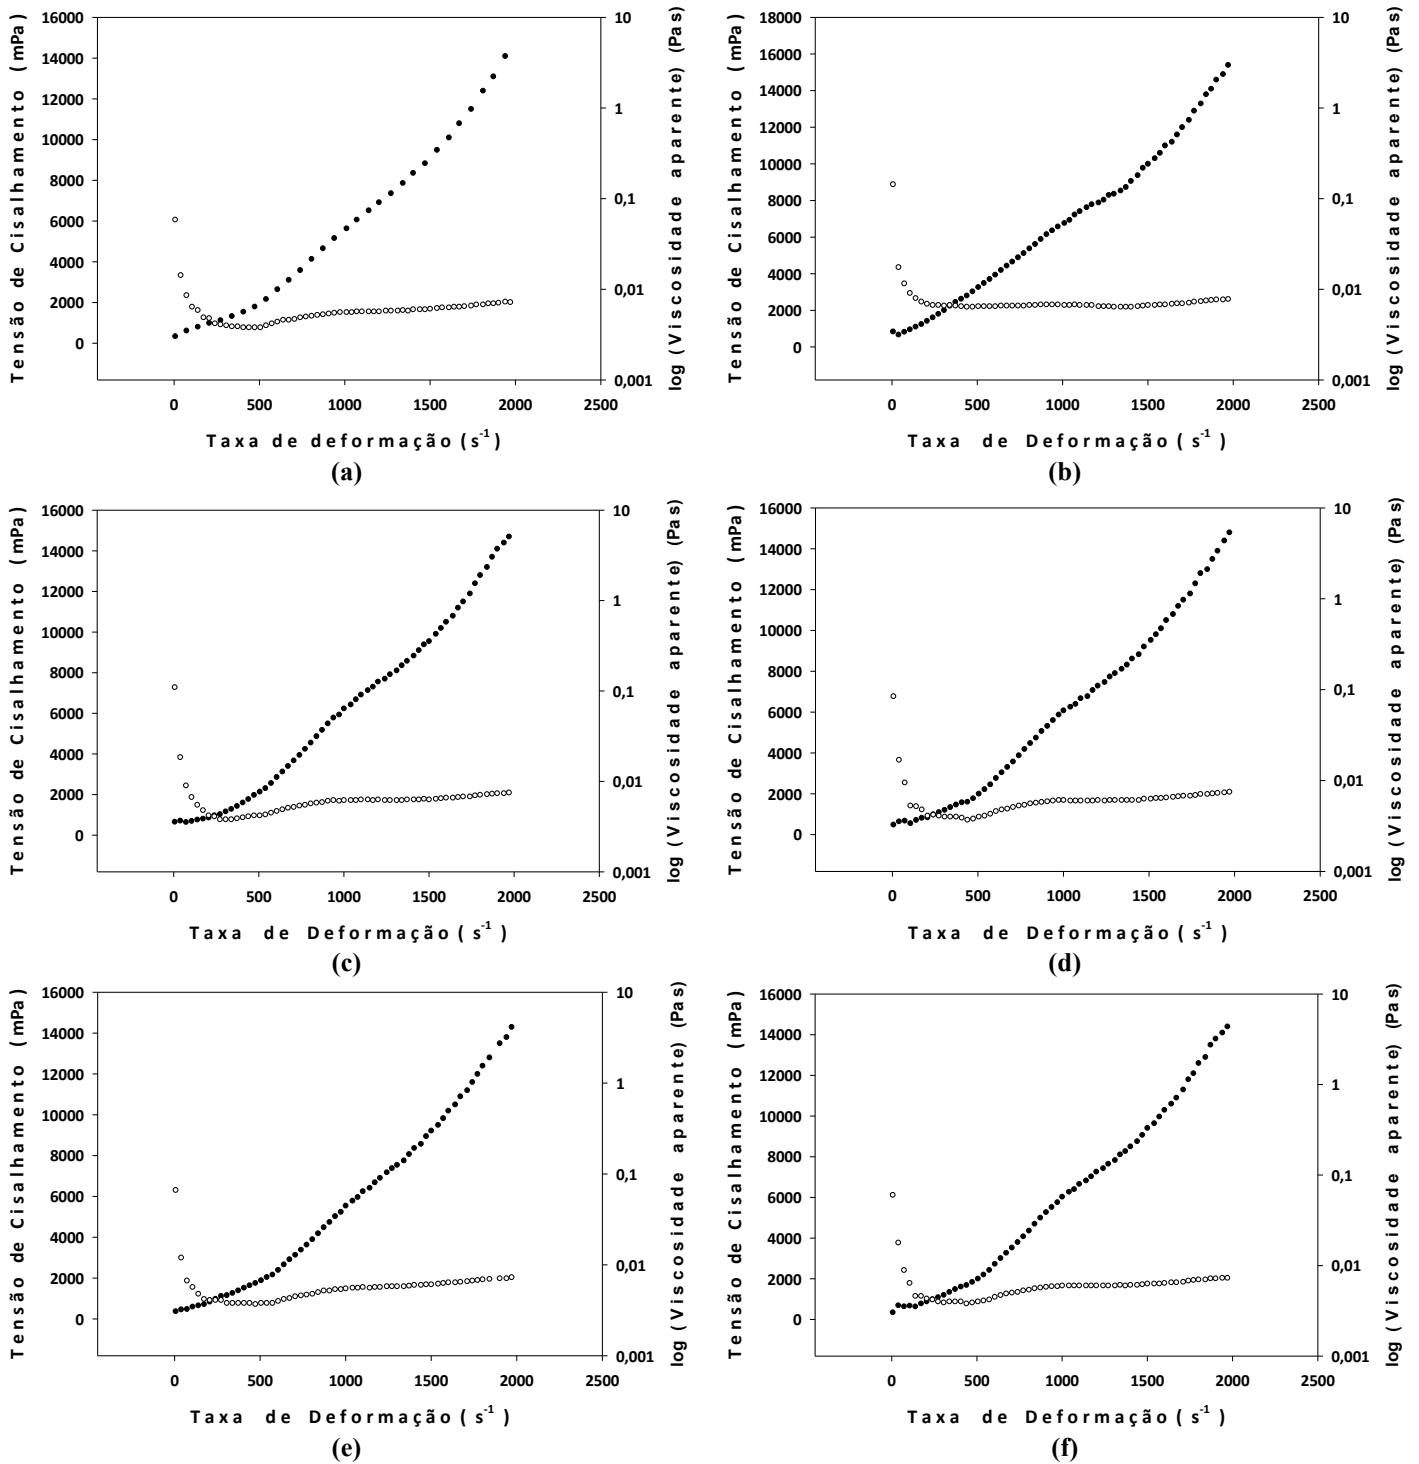 Tensão de Cisalhamento (mPa)
16000
14000
12000
10000
8000
6000
4000
2000
0
10
1
0,1
0,01
0,001
log (Viscosidade aparente) (Pas)
0 500 1000 1500 2000 2500
Taxa de deformação (s-1)
(a)
Tensão de Cisalhamento (mPa)
18000
16000
14000
12000
10000
8000
6000
4000
2000
0
10
1
0,1
0,01
0,001
log (Viscosidade aparente) (Pas)
0 500 1000 1500 2000 2500
Taxa de Deformação (s-1)
(b)
Tensão de Cisalhamento (mPa)
16000
14000
12000
10000
8000
6000
4000
2000
0
10
1
0,1
0,01
0,001
log (Viscosidade aparente) (Pas)
0 500 1000 1500 2000 2500
Taxa de Deformação (s-1)
(c)
Tensão de Cisalhamento (mPa)
16000
14000
12000
10000
8000
6000
4000
2000
0
10
1
0,1
0,01
0,001
log (Viscosidade aparente) (Pas)
0 500 1000 1500 2000 2500
Taxa de Deformação (s-1)
(d)
Tensão de Cisalhamento (mPa)
16000
14000
12000
10000
8000
6000
4000
2000
0
10
1
0,1
0,01
0,001
log (Viscosidade aparente) (Pas)
0 500 1000 1500 2000 2500
Taxa de Deformação (s-1)
(e)
Tensão de Cisalhamento (mPa)
16000
14000
12000
10000
8000
6000
4000
2000
0
10
1
0,1
0,01
0,001
log (Viscosidade aparente) (Pas)
0 500 1000 1500 2000 2500
Taxa de Deformação (s-1)
(f)